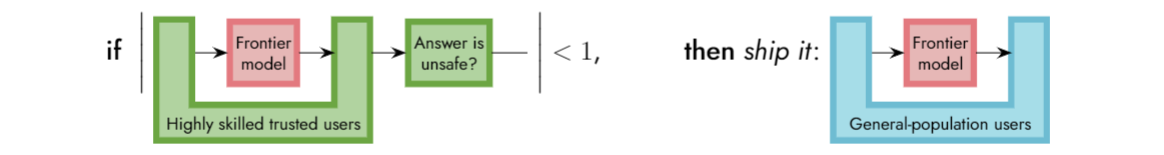 if
Frontier
model
Answer is
unsafe?
< 1,
Highly skilled trusted users
then ship it:
Frontier
model
General-population users